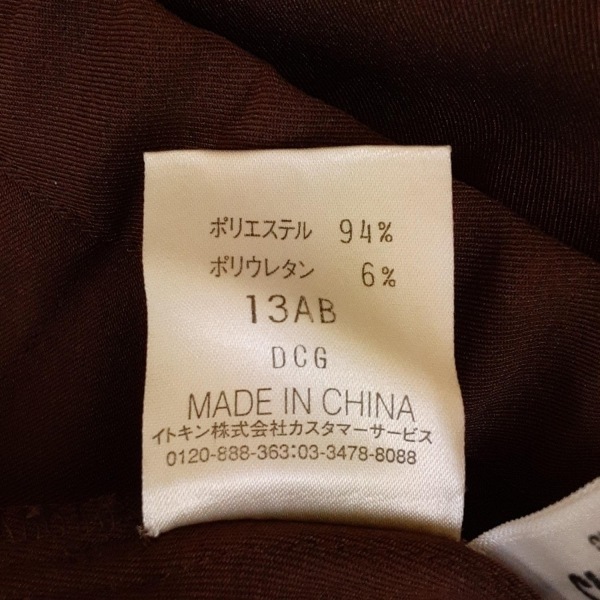 ポリエステル 94%
ポリウレタン 6%
13AB
DCG
MADE IN CHINA
イトキン株式会社カスタマーサービス
0120-888-363:03-3478-8088